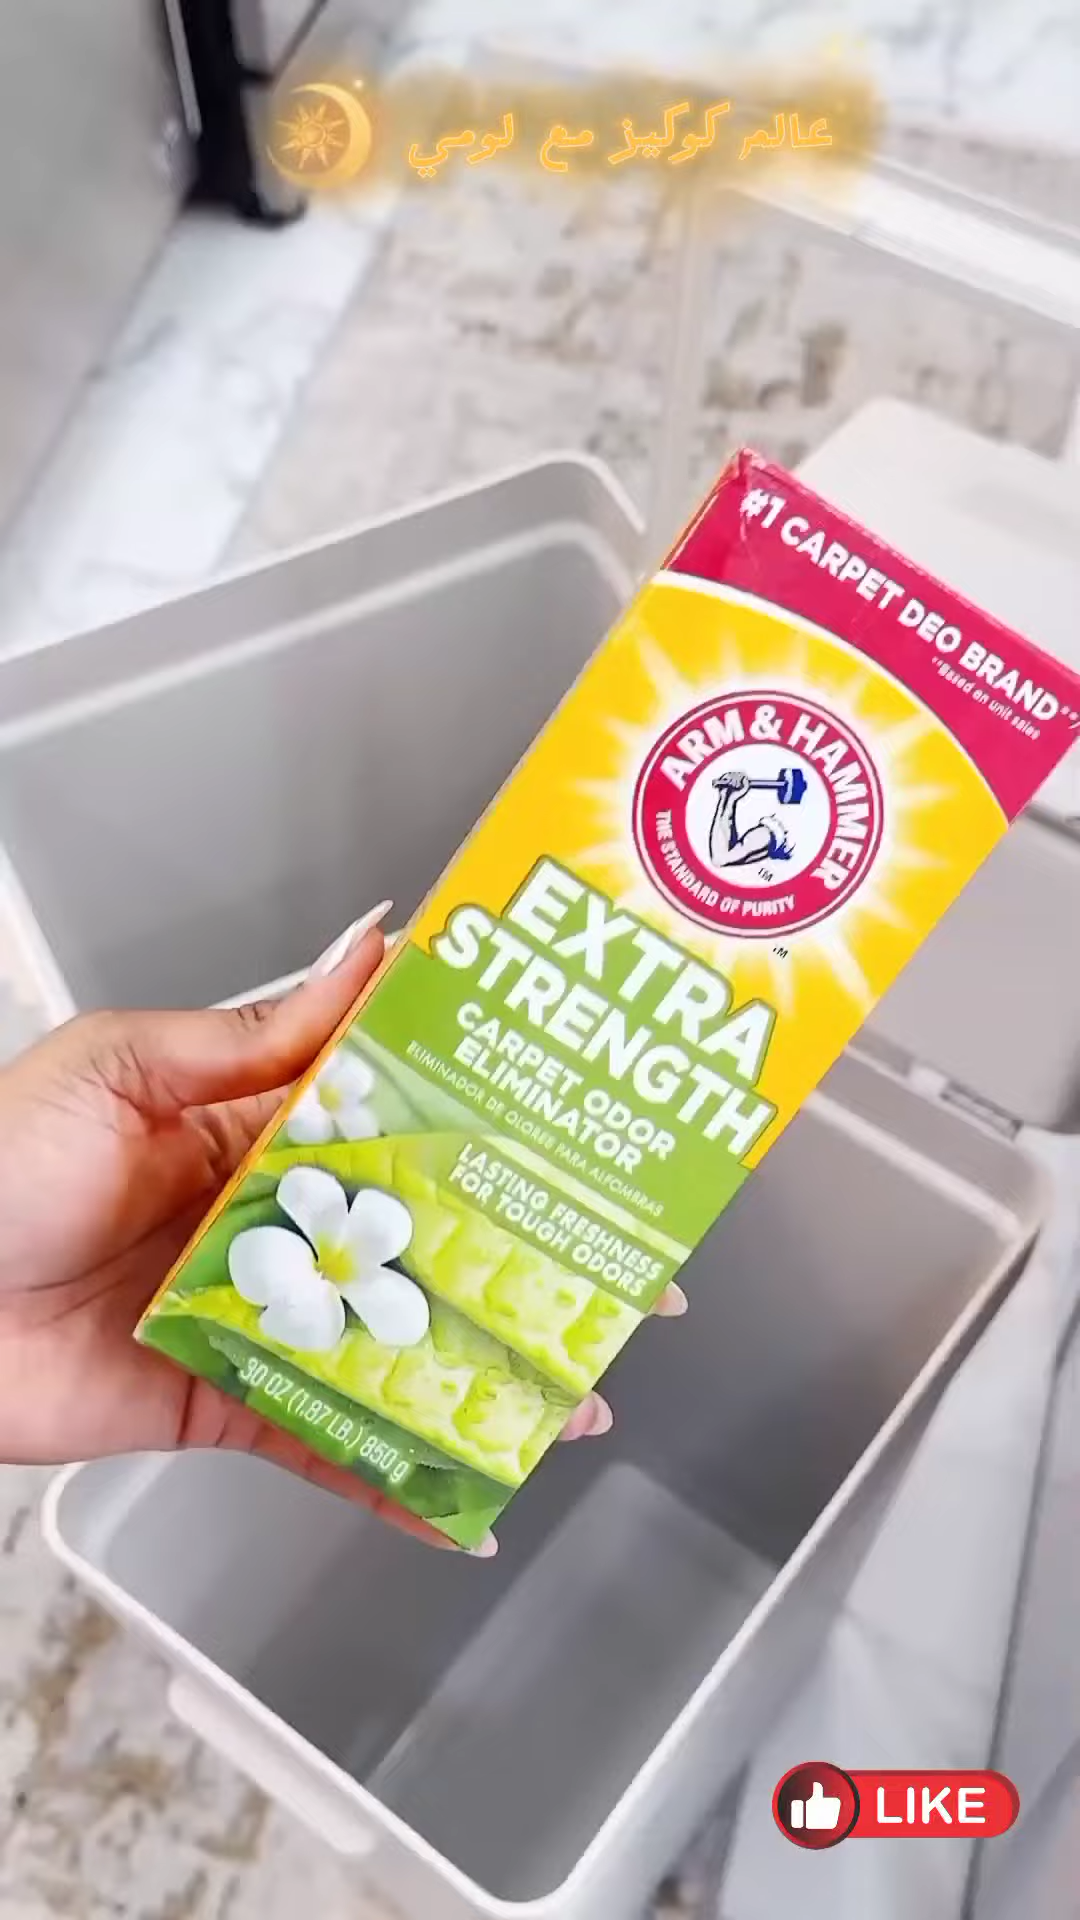 عالم كوكيز مع لومي
#1 CARPET DEO BRAND**
**Based on unit sales
ARM & HAMMER
THE STANDARD OF PURITY
TM
TM
EXTRA
STRENGTH
CARPET ODOR
ELIMINATOR
ELIMINADOR DE OLORES PARA ALFOMBRAS
LASTING FRESHNESS
FOR TOUGH ODORS
30 OZ (1.87 LB.) 850 g
LIKE